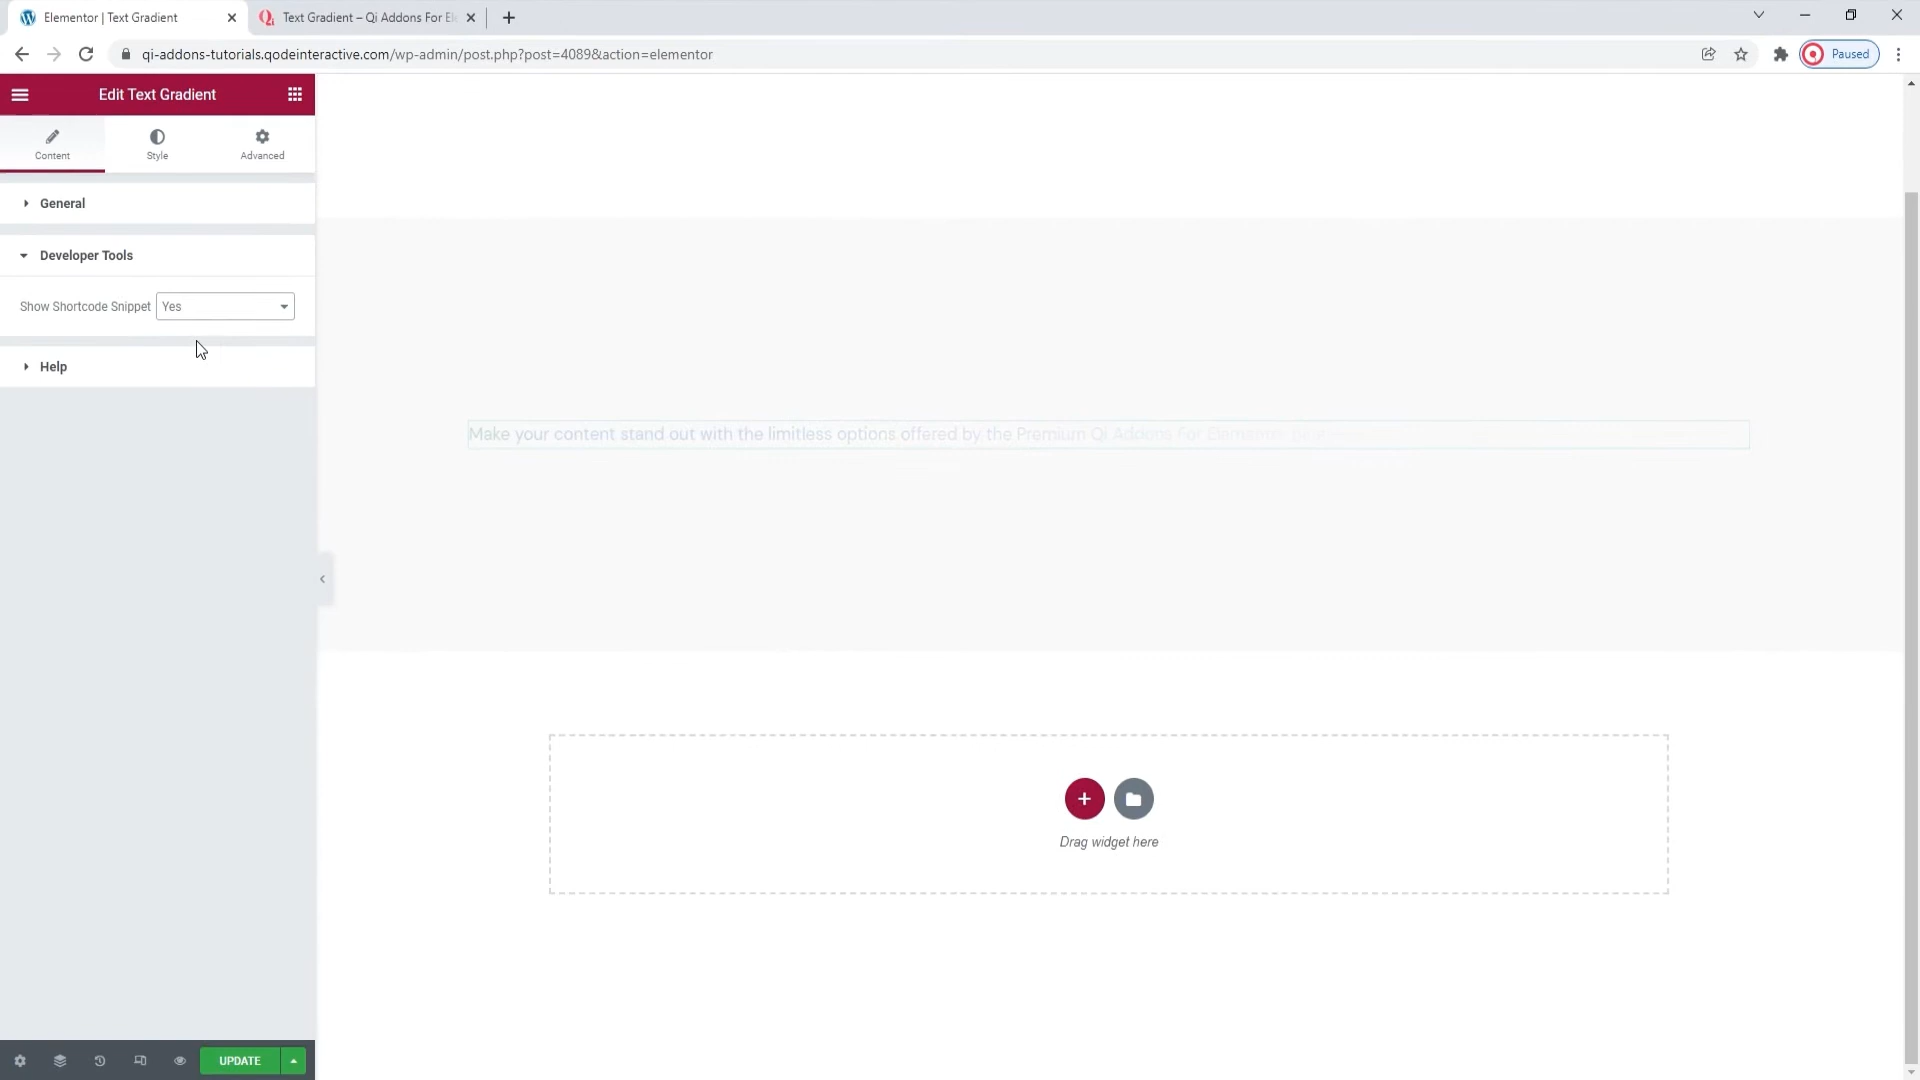 Elementor | Text Gradient
Text Gradient – Qi Addons For Ele
qi-addons-tutorials.qodeinteractive.com/wp-admin/post.php?post=4089&action=elementor
Paused
Edit Text Gradient
Content
Style
Advanced
General
Developer Tools
Show Shortcode Snippet
Yes
Help
Make your content stand out with the limitless options offered by the Premium Qi Addons For Elementor
Drag widget here
UPDATE